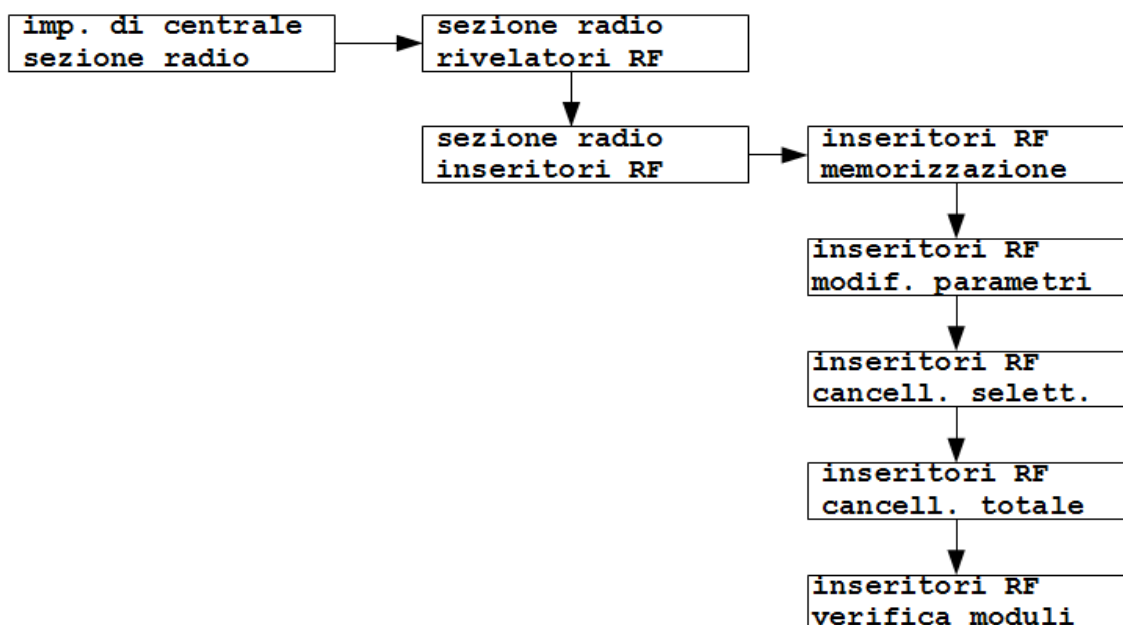 imp. di centrale
sezione radio
sezione radio
rivelatori RF
sezione radio
inseritori RF
inseritori RF
memorizzazione
inseritori RF
modif. parametri
inseritori RF
cancell. selett.
inseritori RF
cancell. totale
inseritori RF
verifica moduli